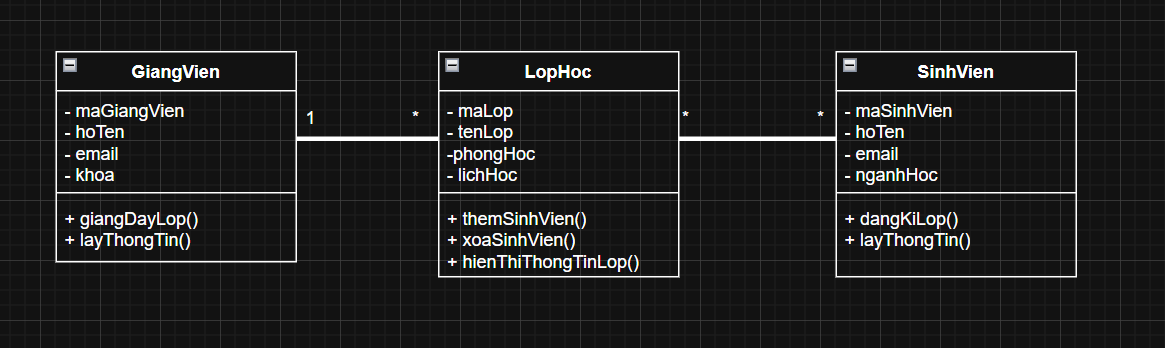 GiangVien
- maGiangVien
- hoTen
- email
- khoa
+ giangDayLop()
+ layThongTin()
1
*
LopHoc
- maLop
- tenLop
-phongHoc
- lichHoc
+ themSinhVien()
+ xoaSinhVien()
+ hienThiThongTinLop()
*
*
SinhVien
- maSinhVien
- hoTen
- email
- nganhHoc
+ dangKiLop()
+ layThongTin()